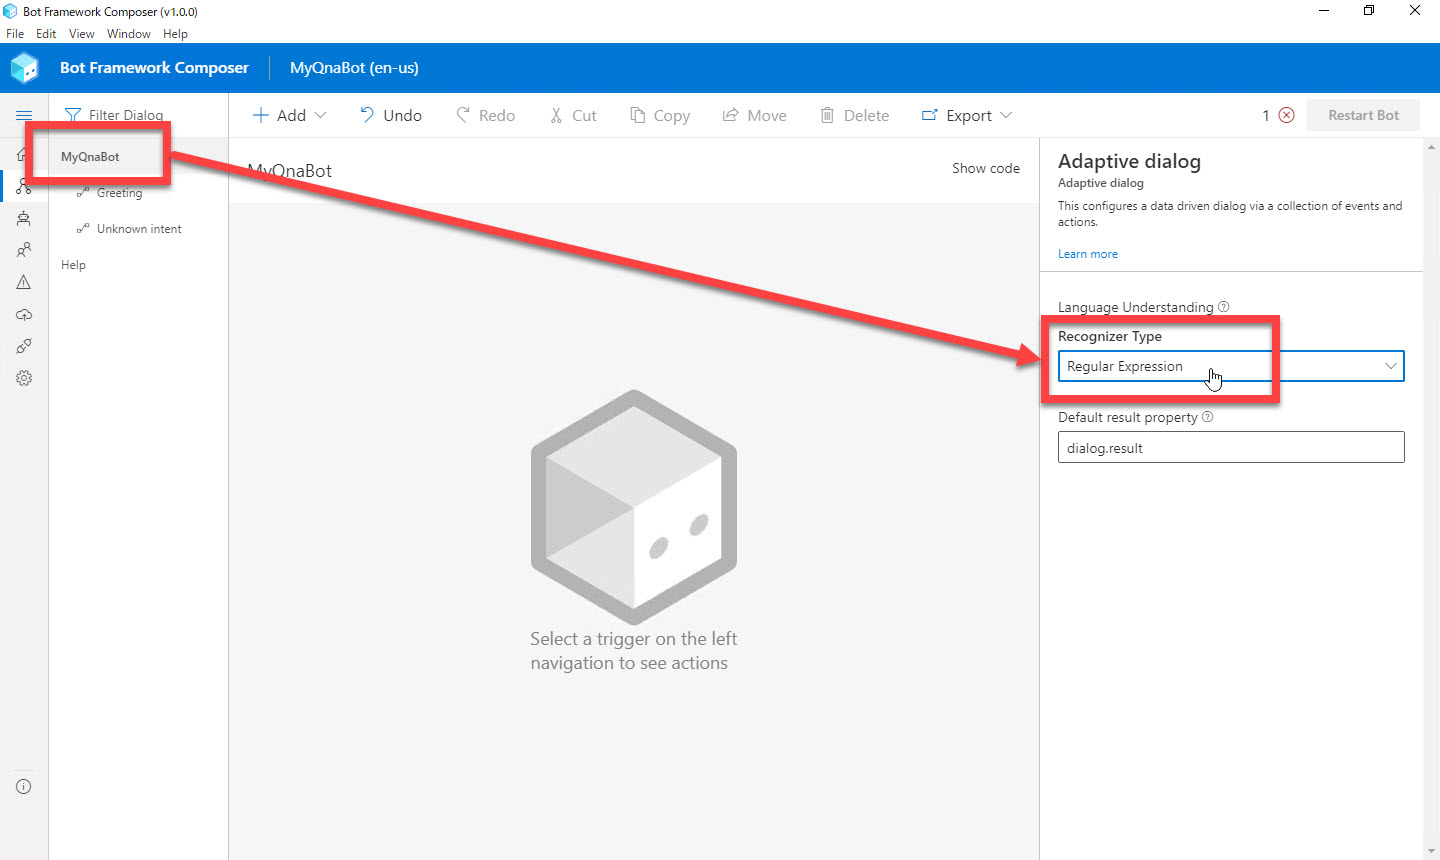 Bot Framework Composer (v1.0.0)
File Edit View Window Help
Bot Framework Composer MyQnaBot (en-us)
Filter Dialog
Add Undo Redo Cut Copy Move Delete Export 1 Restart Bot
MyQnaBot
Greeting
Unknown intent
Help
MyQnaBot
Show code
Select a trigger on the left
navigation to see actions
Adaptive dialog
Adaptive dialog
This configures a data driven dialog via a collection of events and
actions.
Learn more
Language Understanding
Recognizer Type
Regular Expression
Default result property
dialog.result